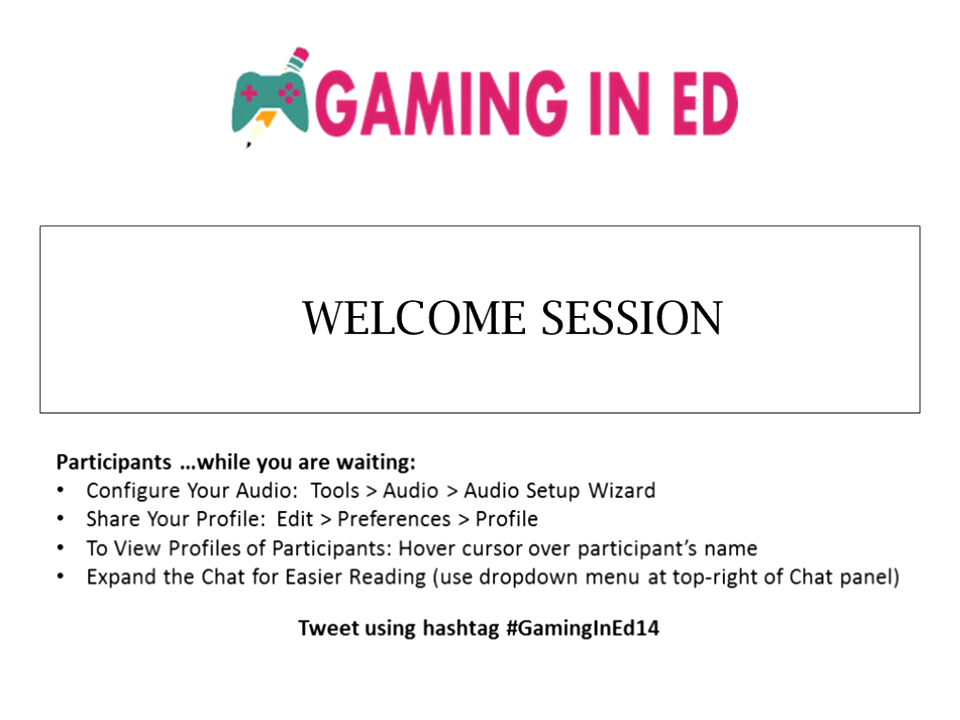 GAMING IN ED
WELCOME SESSION
Participants ...while you are waiting:
• Configure Your Audio: Tools > Audio > Audio Setup Wizard
• Share Your Profile: Edit > Preferences > Profile
• To View Profiles of Participants: Hover cursor over participant's name
• Expand the Chat for Easier Reading (use dropdown menu at top-right of Chat panel)
Tweet using hashtag #GamingInEd14